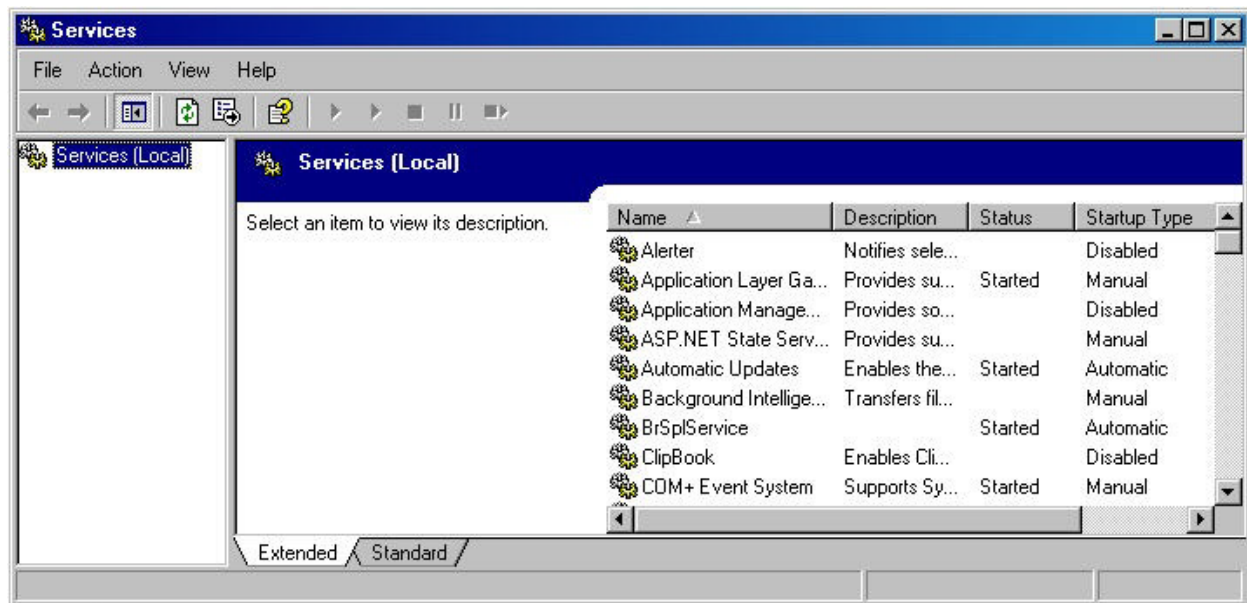 Services
File Action View Help
Services (Local)
Services (Local)
Select an item to view its description.
Name Description Status Startup Type
Alerter Notifies sele... Disabled
Application Layer Ga... Provides su... Started Manual
Application Manage... Provides so... Disabled
ASP.NET State Serv... Provides su... Manual
Automatic Updates Enables the... Started Automatic
Background Intellige... Transfers fil... Manual
BrSplService Started Automatic
ClipBook Enables Cli... Disabled
COM+ Event System Supports Sy... Started Manual
Extended Standard